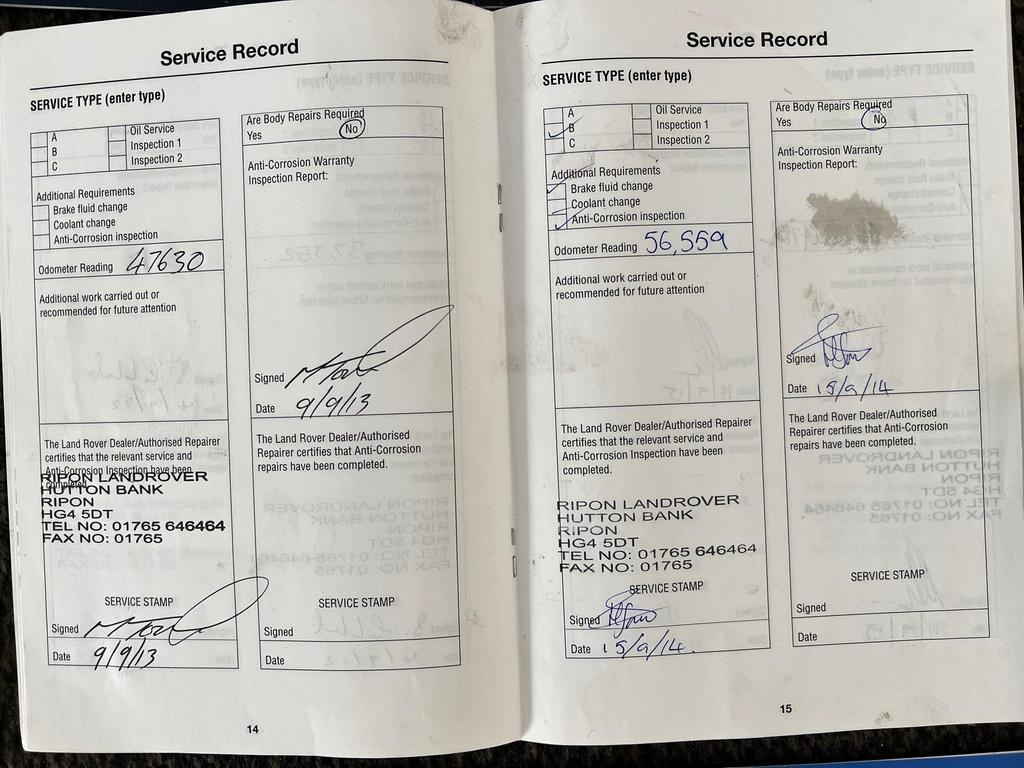 Service Record
SERVICE TYPE (enter type)
A
B
C
Oil Service
Inspection 1
Inspection 2
Additional Requirements
Brake fluid change
Coolant change
Anti-Corrosion inspection
Odometer Reading 47630
Additional work carried out or
recommended for future attention
The Land Rover Dealer/Authorised Repairer
certifies that the relevant service and
Anti-Corrosion Inspection have been
completed.
RIPON LANDROVER
HUTTON BANK
RIPON
HG4 5DT
TEL NO: 01765 646464
FAX NO: 01765
SERVICE STAMP
Signed
Date 9/9/13
Are Body Repairs Required
Yes No
Anti-Corrosion Warranty
Inspection Report:
Signed
Date 9/9/13
The Land Rover Dealer/Authorised
Repairer certifies that Anti-Corrosion
repairs have been completed.
SERVICE STAMP
Signed
Date
14
Service Record
SERVICE TYPE (enter type)
A
B
C
Oil Service
Inspection 1
Inspection 2
Additional Requirements
Brake fluid change
Coolant change
Anti-Corrosion inspection
Odometer Reading 56,559
Additional work carried out or
recommended for future attention
The Land Rover Dealer/Authorised Repairer
certifies that the relevant service and
Anti-Corrosion Inspection have been
completed.
RIPON LANDROVER
HUTTON BANK
RIPON
HG4 5DT
TEL NO: 01765 646464
FAX NO: 01765
SERVICE STAMP
Signed
Date 15/9/14.
Are Body Repairs Required
Yes No
Anti-Corrosion Warranty
Inspection Report:
Signed
Date 15/9/14
The Land Rover Dealer/Authorised
Repairer certifies that Anti-Corrosion
repairs have been completed.
SERVICE STAMP
Signed
Date
15